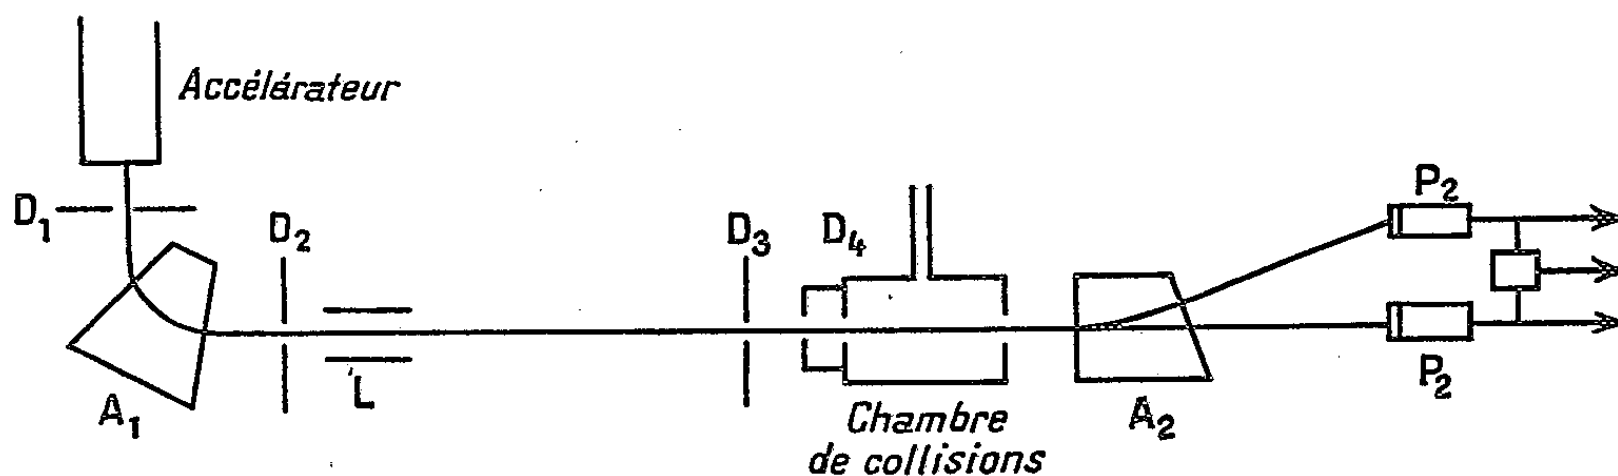 Accélárateur
D1
D2
D3
D4
P2
L
A1
A2
P2
Chambre
de collisions